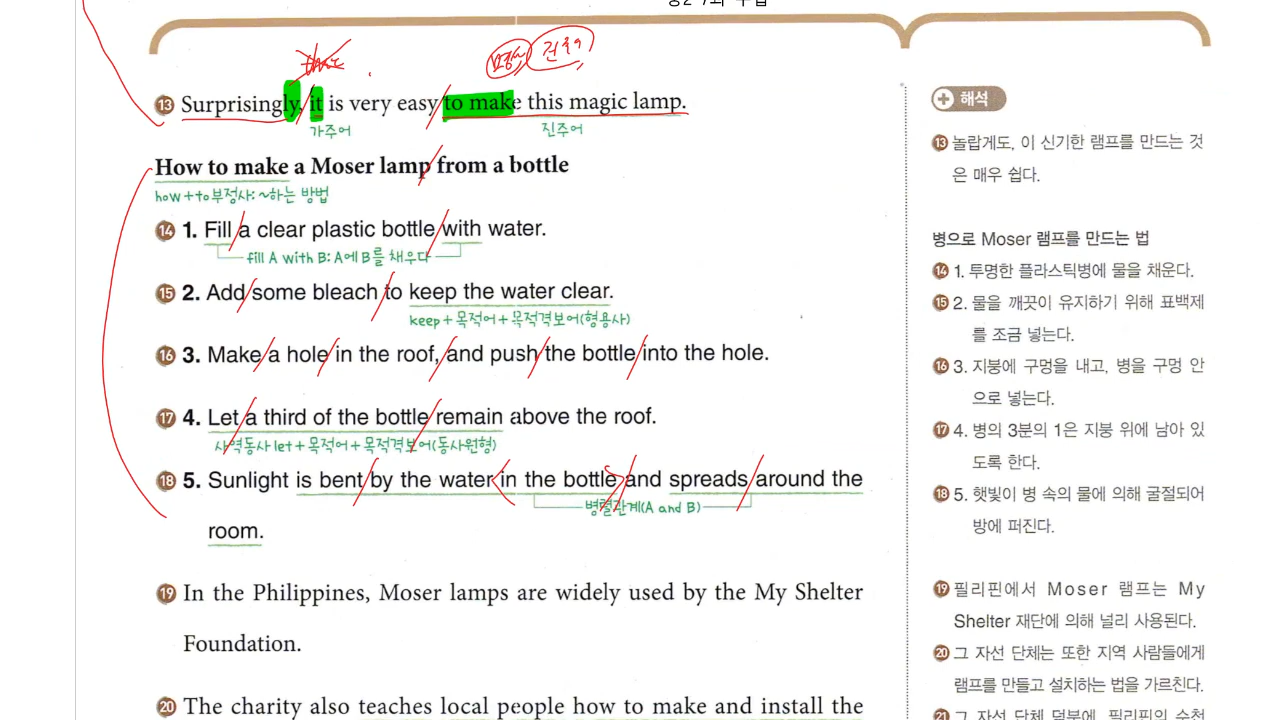 ⑬ Surprisingly, it is very easy to make this magic lamp.
가주어 진주어
How to make a Moser lamp from a bottle
how+to부정사: ~하는 방법
⑭ 1. Fill a clear plastic bottle with water.
fill A with B: A에 B를 채우다
⑮ 2. Add some bleach to keep the water clear.
keep+목적어+목적격보어(형용사)
⑯ 3. Make a hole in the roof, and push the bottle into the hole.
⑰ 4. Let a third of the bottle remain above the roof.
사역동사 let+목적어+목적격보어(동사원형)
⑱ 5. Sunlight is bent by the water in the bottle and spreads around the
병렬관계(A and B)
room.
⑲ In the Philippines, Moser lamps are widely used by the My Shelter
Foundation.
⑳ The charity also teaches local people how to make and install the
해석
⑬ 놀랍게도, 이 신기한 램프를 만드는 것
은 매우 쉽다.
병으로 Moser 램프를 만드는 법
⑭ 1. 투명한 플라스틱병에 물을 채운다.
⑮ 2. 물을 깨끗이 유지하기 위해 표백제
를 조금 넣는다.
⑯ 3. 지붕에 구멍을 내고, 병을 구멍 안
으로 넣는다.
⑰ 4. 병의 3분의 1은 지붕 위에 남아 있
도록 한다.
⑱ 5. 햇빛이 병 속의 물에 의해 굴절되어
방에 퍼진다.
⑲ 필리핀에서 Moser 램프는 My
Shelter 재단에 의해 널리 사용된다.
⑳ 그 자선 단체는 또한 지역 사람들에게
램프를 만들고 설치하는 법을 가르친다.